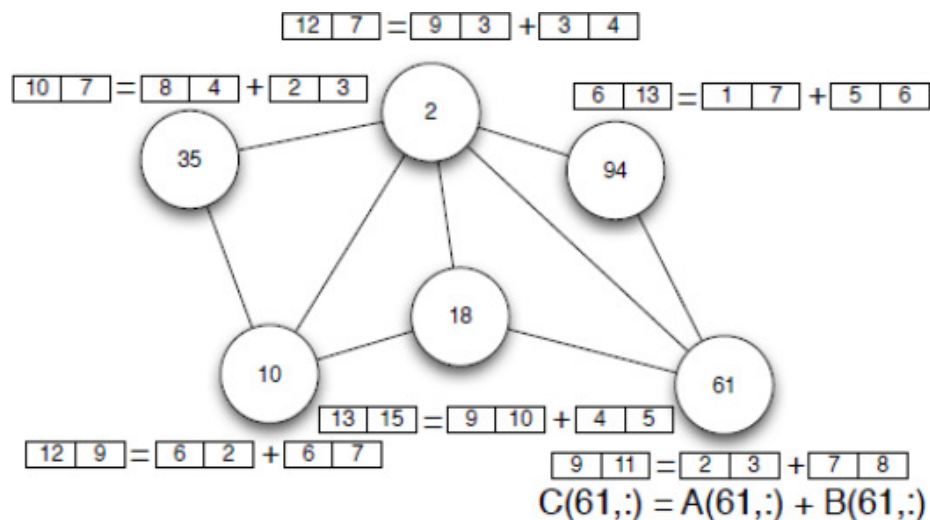 12 7 = 9 3 + 3 4
10 7 = 8 4 + 2 3
6 13 = 1 7 + 5 6
2
35
94
18
10
61
13 15 = 9 10 + 4 5
12 9 = 6 2 + 6 7
9 11 = 2 3 + 7 8
C(61,:) = A(61,:) + B(61,:)